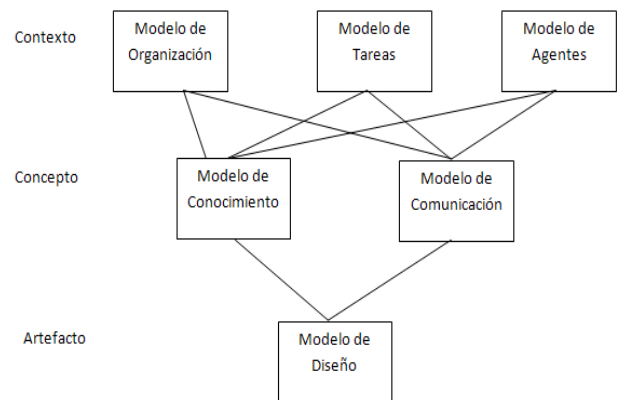 Contexto
Modelo de
Organización
Modelo de
Tareas
Modelo de
Agentes
Concepto
Modelo de
Conocimiento
Modelo de
Comunicación
Artefacto
Modelo de
Diseño